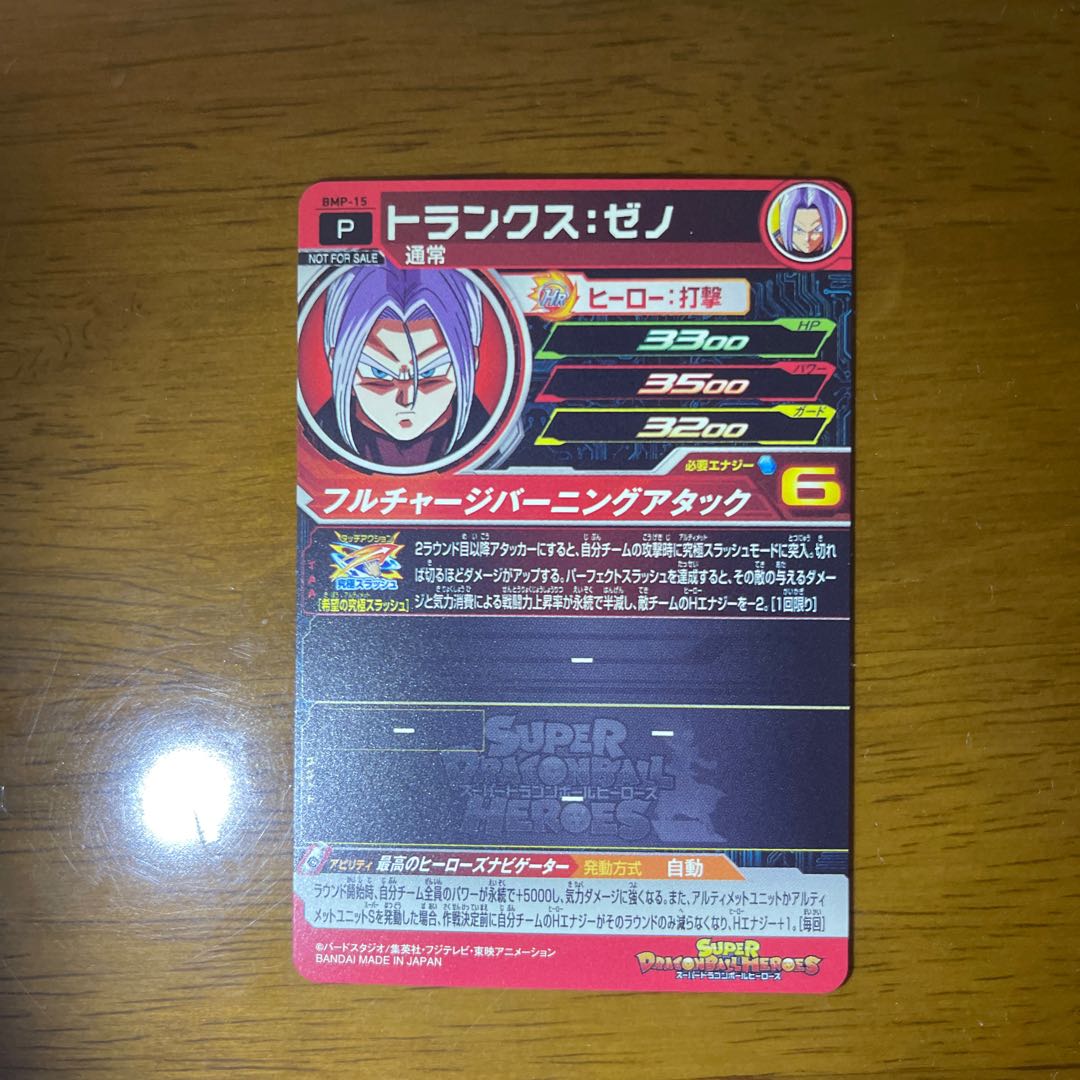 BMP-15
P
トランクス:ゼノ
NOT FOR SALE
通常
HR
ヒーロー:打撃
HP
3300
パワー
3500
ガード
3200
必要エナジー
6
フルチャージバーニングアタック
タッチアクション
究極スラッシュ
[希望の究極スラッシュ]
2ラウンド目以降アタッカーにすると、自分チームの攻撃時に究極スラッシュモードに突入。切れ
ば切るほどダメージがアップする。パーフェクトスラッシュを達成すると、その敵の与えるダメー
ジと気力消費による戦闘力上昇率が永続で半減し、敵チームのHエナジーを-2。[1回限り]
ー
ー
ー
ー
SUPER
DRAGONBALL
スーパードラゴンボールヒーローズ
HEROES
アビリティ 最高のヒーローズナビゲーター 発動方式 自動
ラウンド開始時、自分チーム全員のパワーが永続で+5000し、気力ダメージに強くなる。また、アルティメットユニットかアルティ
メットユニットSを発動した場合、作戦決定前に自分チームのHエナジーがそのラウンドのみ減らなくなり、Hエナジー+1。[毎回]
©バードスタジオ/集英社・フジテレビ・東映アニメーション
BANDAI MADE IN JAPAN
SUPER
DRAGONBALL HEROES
スーパードラゴンボールヒーローズ